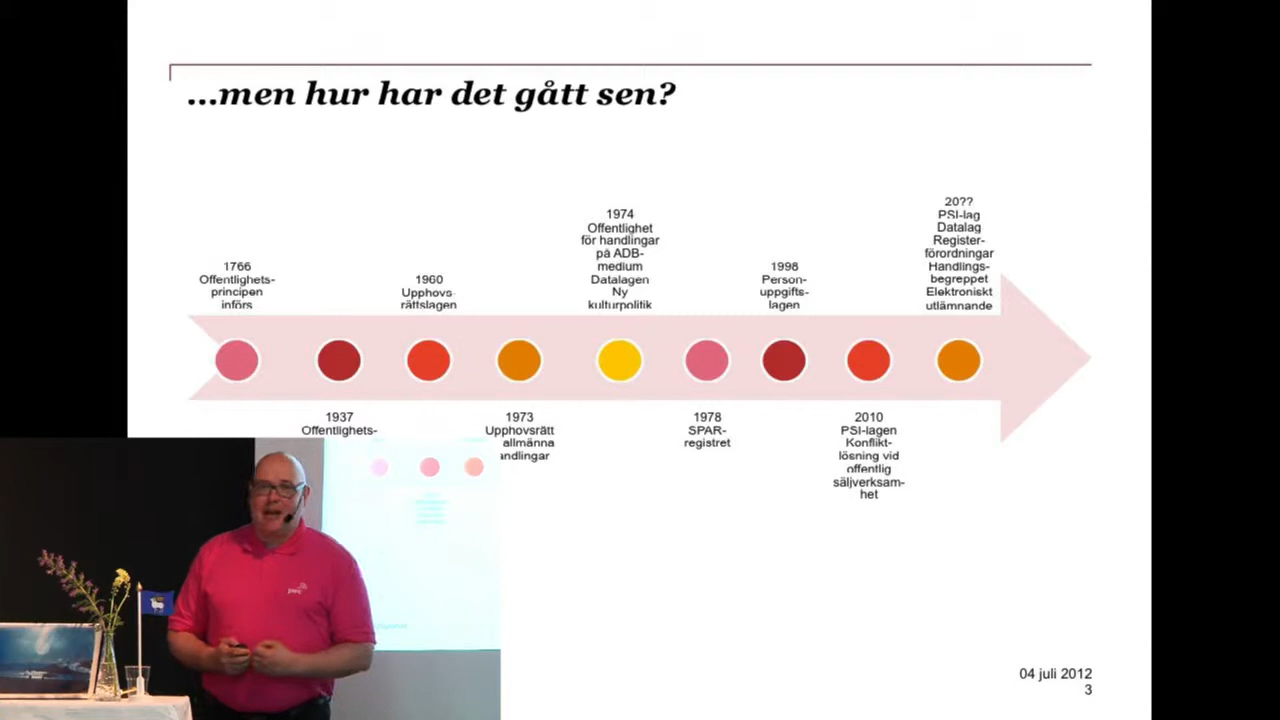 ...men hur har det gått sen?
1766
Offentlighets-
principen
införs
1960
Upphovs-
rättslagen
1974
Offentlighet
för handlingar
på ADB-
medium
Datalagen
Ny
kulturpolitik
1998
Person-
uppgifts-
lagen
20??
PSI-lag
Datalag
Register-
förordningar
Handlings-
begreppet
Elektroniskt
utlämnande
1937
Offentlighets-
1973
Upphovsrätt
allmänna
andlingar
1978
SPAR-
registret
2010
PSI-lagen
Konflikt-
lösning vid
offentlig
säljverksam-
het
pwc
04 juli 2012
3